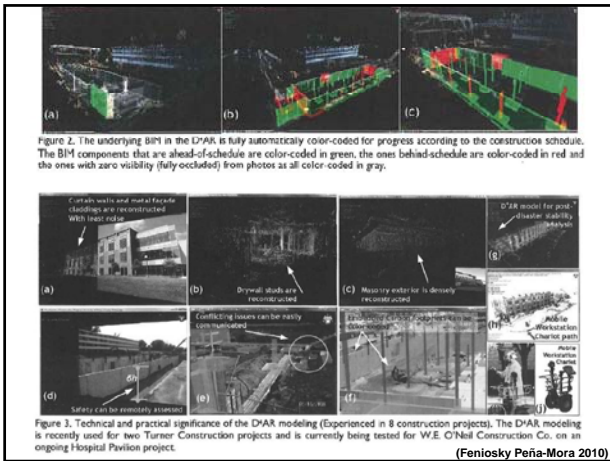 (a)
(b)
(c)
Figure 2. The underlying BIM in the D⁴AR is fully automatically color-coded for progress according to the construction schedule.
The BIM components that are ahead-of-schedule are color-coded in green, the ones behind-schedule are color-coded in red and
the ones with zero visibility (fully occluded) from photos as all color-coded in gray.
Curtain walls and metal façade
claddings are reconstructed
With least noise
(a)
(b)
Drywall studs are
reconstructed
(c)
Masonry exterior is densely
reconstructed
D⁴AR model for post-
disaster stability
analysis
(g)
Mobile
Workstation
Chariot path
(h)
6h
Safety can be remotely assessed
(d)
Conflicting issues can be easily
communicated
(e)
can be
(f)
Mobile
Workstation
Chariot
(j)
Figure 3. Technical and practical significance of the D⁴AR modeling (Experienced in 8 construction projects). The D⁴AR modeling
is recently used for two Turner Construction projects and is currently being tested for W.E. O'Neil Construction Co. on an
ongoing Hospital Pavilion project.
(Feniosky Peña-Mora 2010)